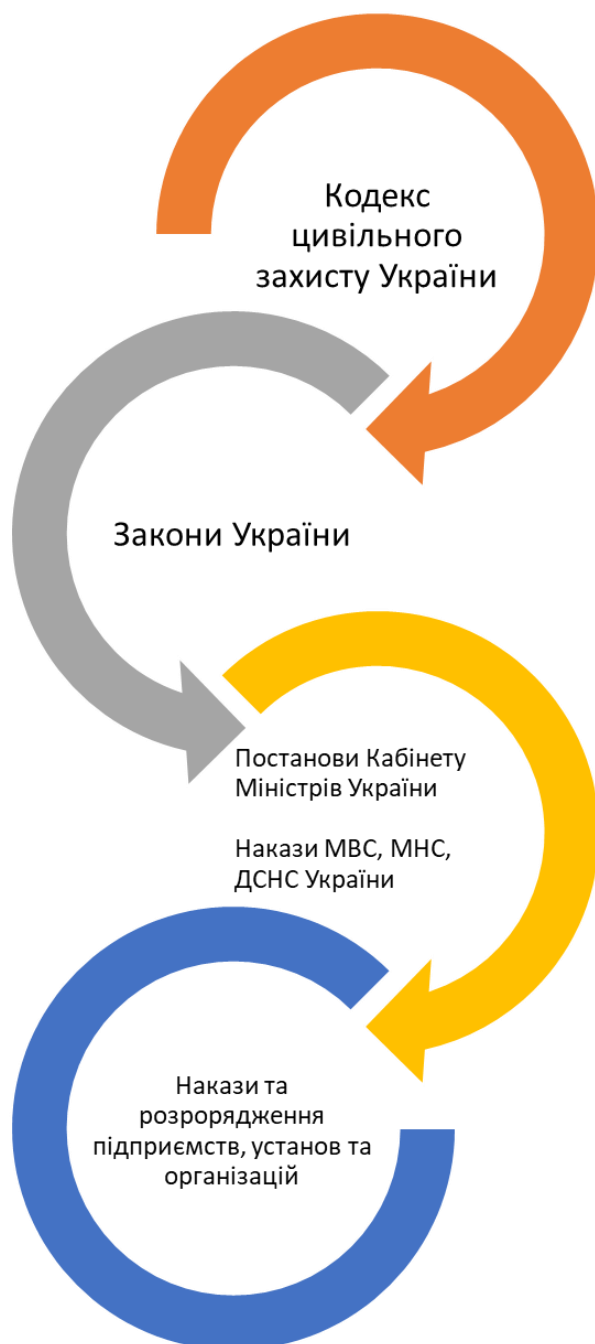 Кодекс
цивільного
захисту України
Закони України
Постанови Кабінету
Міністрів України
Накази МВС, МНС,
ДСНС України
Накази та
розрорядження
підприємств, установ та
організацій